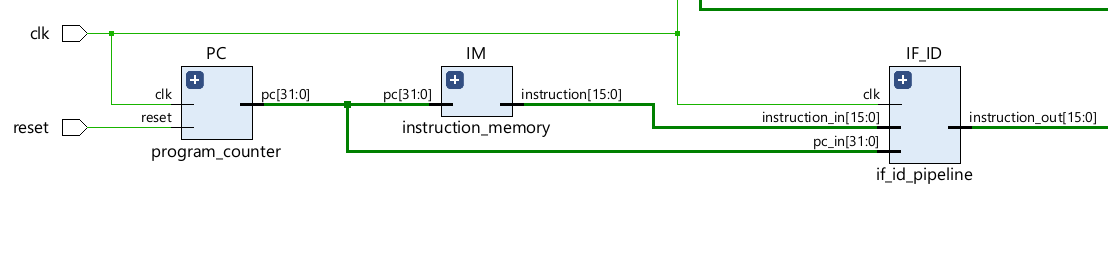 clk
PC
IM
IF_ID
clk
pc[31:0]
pc[31:0]
instruction[15:0]
clk
reset
reset
instruction_memory
instruction_in[15:0]
instruction_out[15:0]
program_counter
pc_in[31:0]
if_id_pipeline